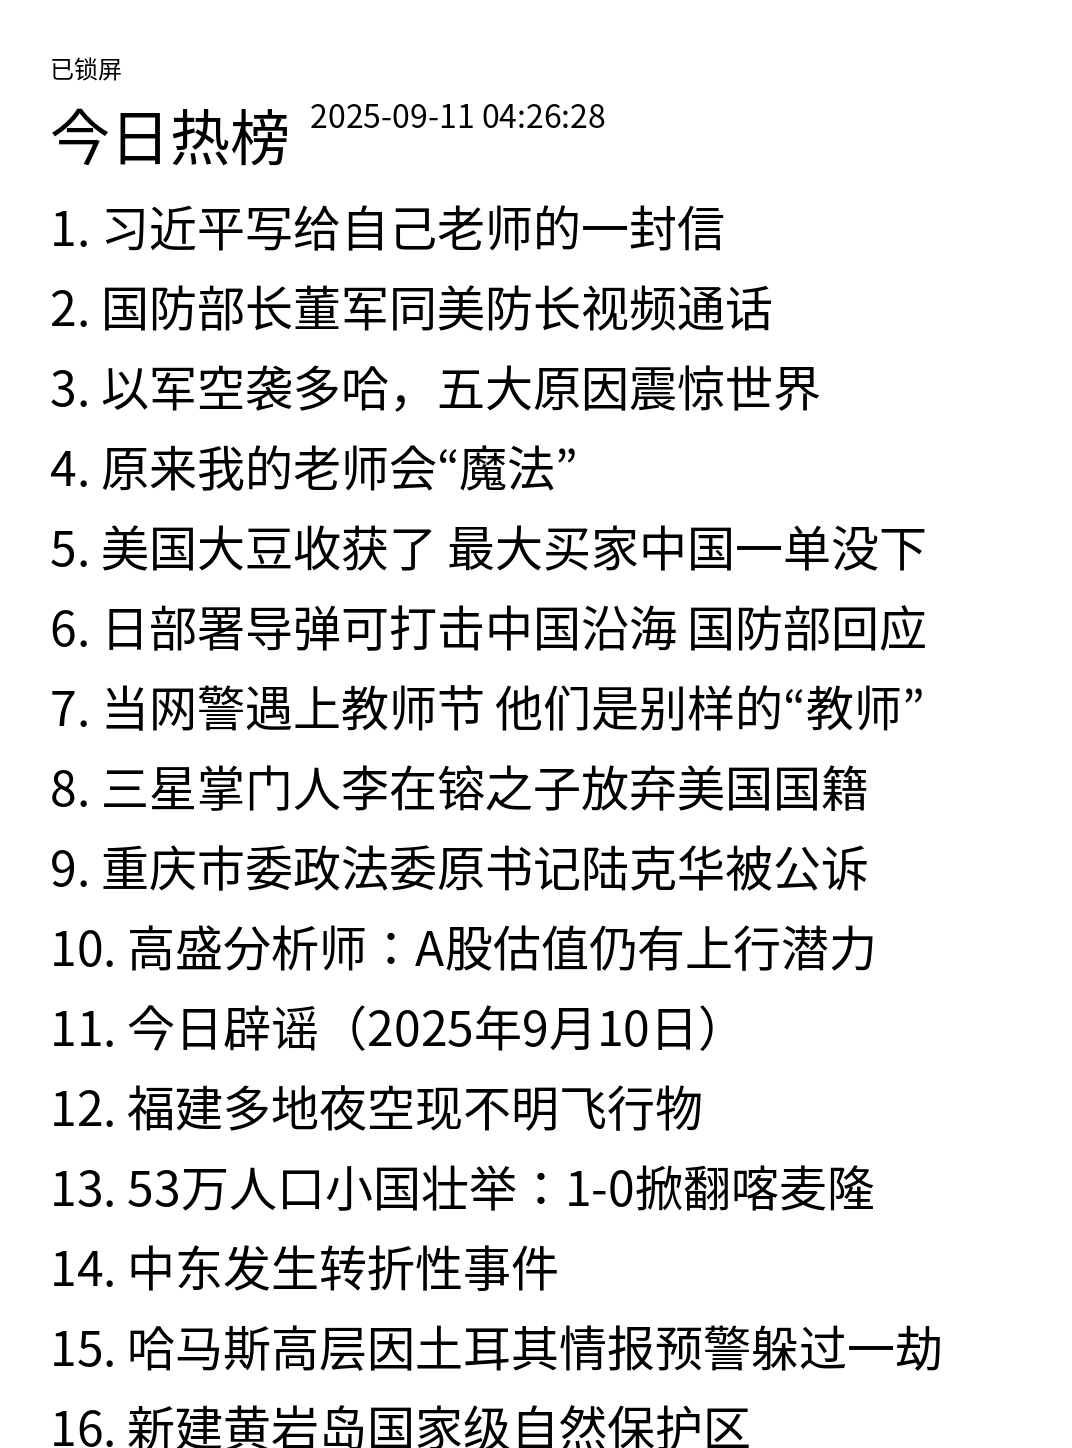 已锁屏
今日热榜 2025-09-11 04:26:28
1. 习近平写给自己老师的一封信
2. 国防部长董军同美防长视频通话
3. 以军空袭多哈，五大原因震惊世界
4. 原来我的老师会“魔法”
5. 美国大豆收获了 最大买家中国一单没下
6. 日部署导弹可打击中国沿海 国防部回应
7. 当网警遇上教师节 他们是别样的“教师”
8. 三星掌门人李在镕之子放弃美国国籍
9. 重庆市委政法委原书记陆克华被公诉
10. 高盛分析师：A股估值仍有上行潜力
11. 今日辟谣（2025年9月10日）
12. 福建多地夜空现不明飞行物
13. 53万人口小国壮举：1-0掀翻喀麦隆
14. 中东发生转折性事件
15. 哈马斯高层因土耳其情报预警躲过一劫
16. 新建黄岩岛国家级自然保护区